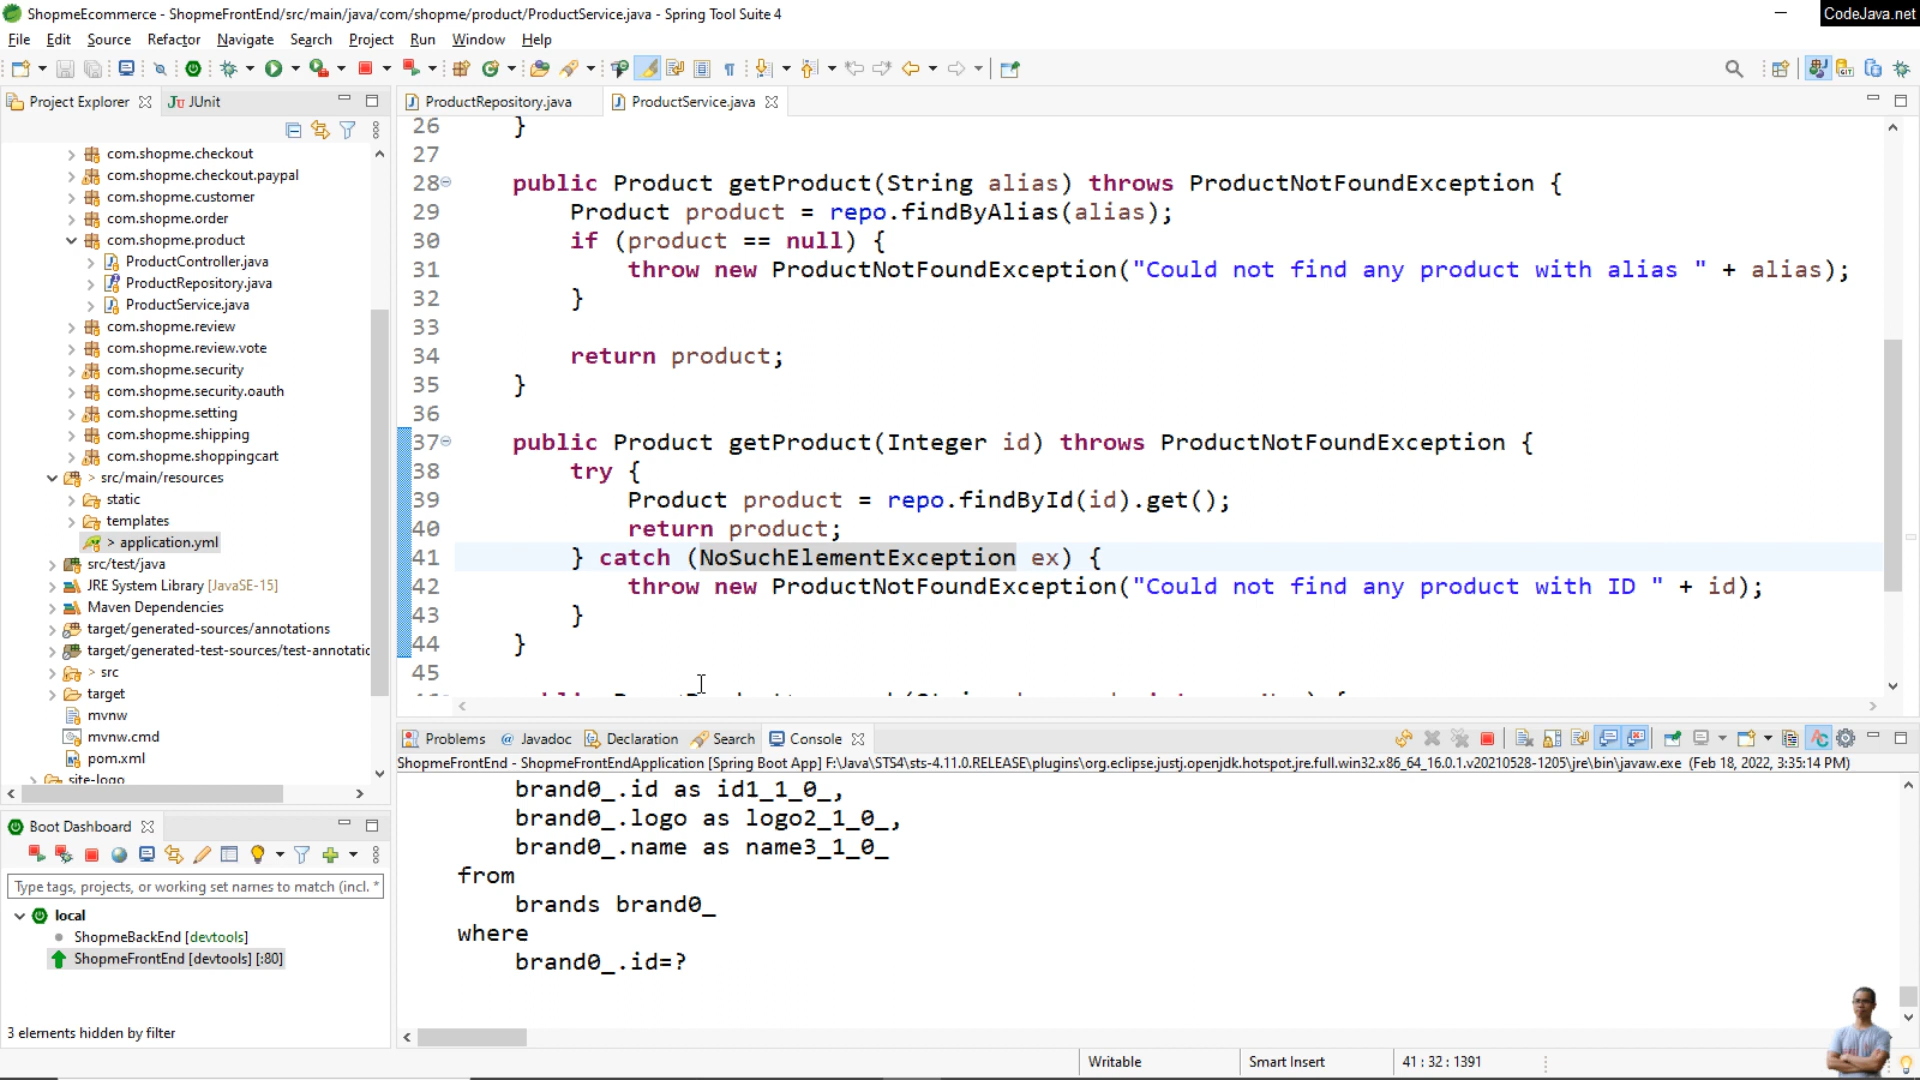 ShopmeEcommerce - ShopmeFrontEnd/src/main/java/com/shopme/product/ProductService.java - Spring Tool Suite 4
CodeJava.net
File Edit Source Refactor Navigate Search Project Run Window Help
Project Explorer JUnit
com.shopme.checkout
com.shopme.checkout.paypal
com.shopme.customer
com.shopme.order
com.shopme.product
ProductController.java
ProductRepository.java
ProductService.java
com.shopme.review
com.shopme.review.vote
com.shopme.security
com.shopme.security.oauth
com.shopme.setting
com.shopme.shipping
com.shopme.shoppingcart
> src/main/resources
static
templates
> application.yml
src/test/java
JRE System Library [JavaSE-15]
Maven Dependencies
target/generated-sources/annotations
target/generated-test-sources/test-annotatic
> src
target
mvnw
mvnw.cmd
pom.xml
site-logo
ProductRepository.java ProductService.java
26 }
27
28 public Product getProduct(String alias) throws ProductNotFoundException {
29 Product product = repo.findByAlias(alias);
30 if (product == null) {
31 throw new ProductNotFoundException("Could not find any product with alias " + alias);
32 }
33
34 return product;
35 }
36
37 public Product getProduct(Integer id) throws ProductNotFoundException {
38 try {
39 Product product = repo.findById(id).get();
40 return product;
41 } catch (NoSuchElementException ex) {
42 throw new ProductNotFoundException("Could not find any product with ID " + id);
43 }
44 }
45
Problems @ Javadoc Declaration Search Console
ShopmeFrontEnd - ShopmeFrontEndApplication [Spring Boot App] F:\Java\STS4\sts-4.11.0.RELEASE\plugins\org.eclipse.justj.openjdk.hotspot.jre.full.win32.x86_64_16.0.1.v20210528-1205\jre\bin\javaw.exe (Feb 18, 2022, 3:35:14 PM)
brand0_.id as id1_1_0_,
brand0_.logo as logo2_1_0_,
brand0_.name as name3_1_0_
from
brands brand0_
where
brand0_.id=?
Boot Dashboard
Type tags, projects, or working set names to match (incl. *
local
ShopmeBackEnd [devtools]
ShopmeFrontEnd [devtools] [:80]
3 elements hidden by filter
Writable Smart Insert 41 : 32 : 1391